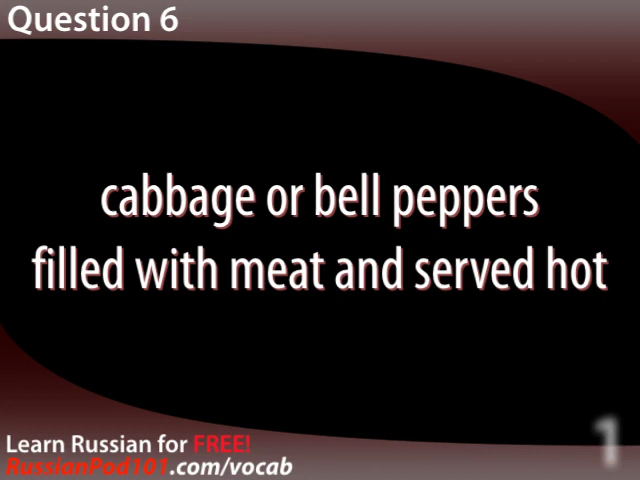 Question 6
cabbage or bell peppers
filled with meat and served hot
Learn Russian for FREE!
RussianPod101.com/vocab
1